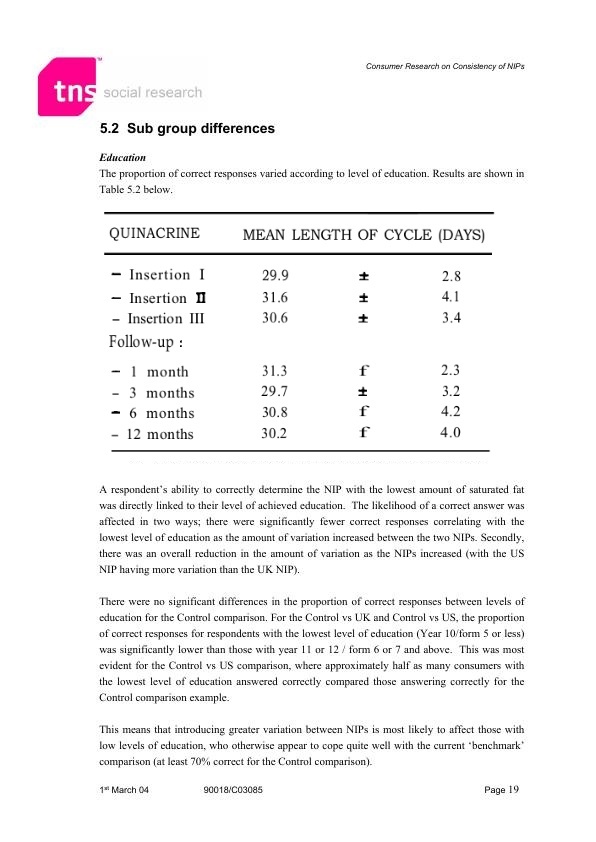 Consumer Research on Consistency of NIPs
tns™ social research
5.2 Sub group differences
Education
The proportion of correct responses varied according to level of education. Results are shown in
Table 5.2 below.
QUINACRINE MEAN LENGTH OF CYCLE (DAYS)
– Insertion I 29.9 ± 2.8
– Insertion II 31.6 ± 4.1
– Insertion III 30.6 ± 3.4
Follow-up :
– 1 month 31.3 f 2.3
– 3 months 29.7 ± 3.2
– 6 months 30.8 f 4.2
– 12 months 30.2 f 4.0
A respondent's ability to correctly determine the NIP with the lowest amount of saturated fat
was directly linked to their level of achieved education. The likelihood of a correct answer was
affected in two ways; there were significantly fewer correct responses correlating with the
lowest level of education as the amount of variation increased between the two NIPs. Secondly,
there was an overall reduction in the amount of variation as the NIPs increased (with the US
NIP having more variation than the UK NIP).
There were no significant differences in the proportion of correct responses between levels of
education for the Control comparison. For the Control vs UK and Control vs US, the proportion
of correct responses for respondents with the lowest level of education (Year 10/form 5 or less)
was significantly lower than those with year 11 or 12 / form 6 or 7 and above. This was most
evident for the Control vs US comparison, where approximately half as many consumers with
the lowest level of education answered correctly compared those answering correctly for the
Control comparison example.
This means that introducing greater variation between NIPs is most likely to affect those with
low levels of education, who otherwise appear to cope quite well with the current 'benchmark'
comparison (at least 70% correct for the Control comparison).
1st March 04 90018/C03085 Page 19